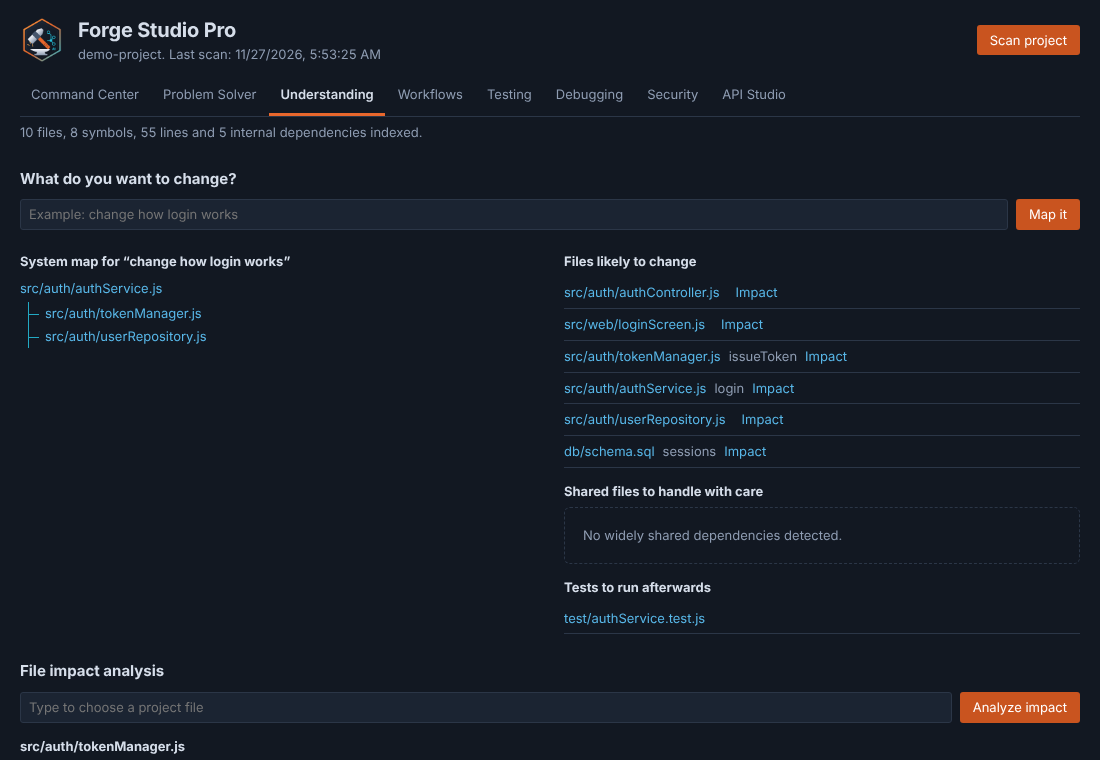 Forge Studio Pro
demo-project. Last scan: 11/27/2026, 5:53:25 AM
Scan project
Command Center Problem Solver Understanding Workflows Testing Debugging Security API Studio
10 files, 8 symbols, 55 lines and 5 internal dependencies indexed.
What do you want to change?
Example: change how login works
Map it
System map for “change how login works”
src/auth/authService.js
src/auth/tokenManager.js
src/auth/userRepository.js
Files likely to change
src/auth/authController.js Impact
src/web/loginScreen.js Impact
src/auth/tokenManager.js issueToken Impact
src/auth/authService.js login Impact
src/auth/userRepository.js Impact
db/schema.sql sessions Impact
Shared files to handle with care
No widely shared dependencies detected.
Tests to run afterwards
test/authService.test.js
File impact analysis
Type to choose a project file
Analyze impact
src/auth/tokenManager.js